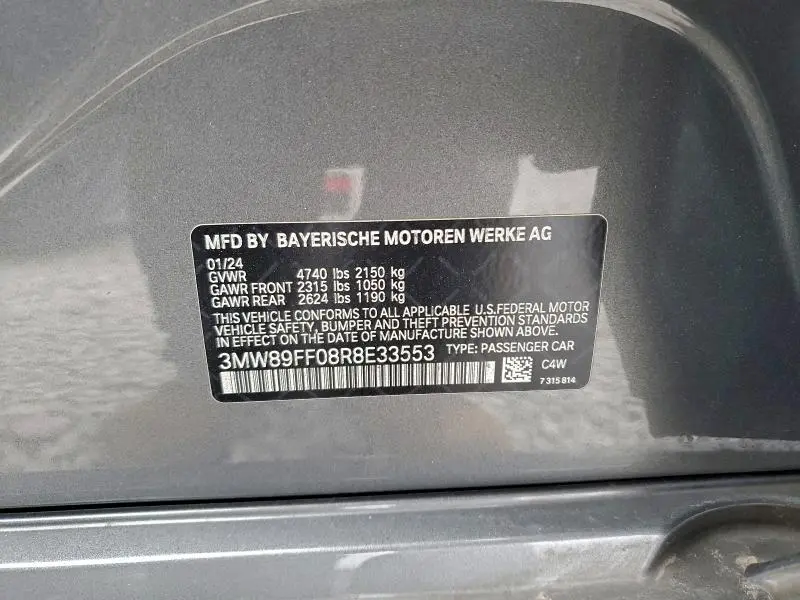 MFD BY BAYERISCHE MOTOREN WERKE AG
01/24
GVWR 4740 lbs 2150 kg
GAWR FRONT 2315 lbs 1050 kg
GAWR REAR 2624 lbs 1190 kg
THIS VEHICLE CONFORMS TO ALL APPLICABLE U.S.FEDERAL MOTOR
VEHICLE SAFETY, BUMPER AND THEFT PREVENTION STANDARDS
IN EFFECT ON THE DATE OF MANUFACTURE SHOWN ABOVE.
3MW89FF08R8E33553 TYPE: PASSENGER CAR
C4W
7 315 814